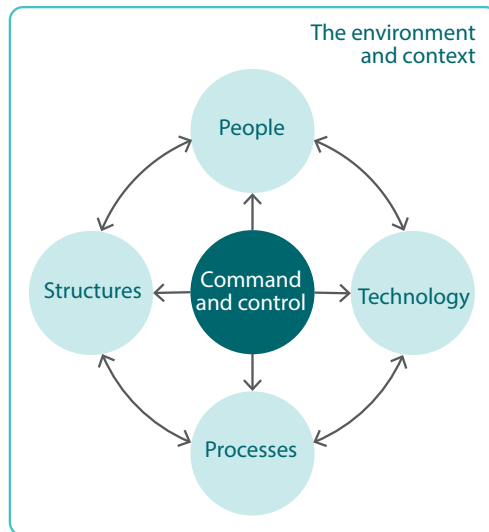 The environment
and context
People
Structures
Command
and control
Technology
Processes